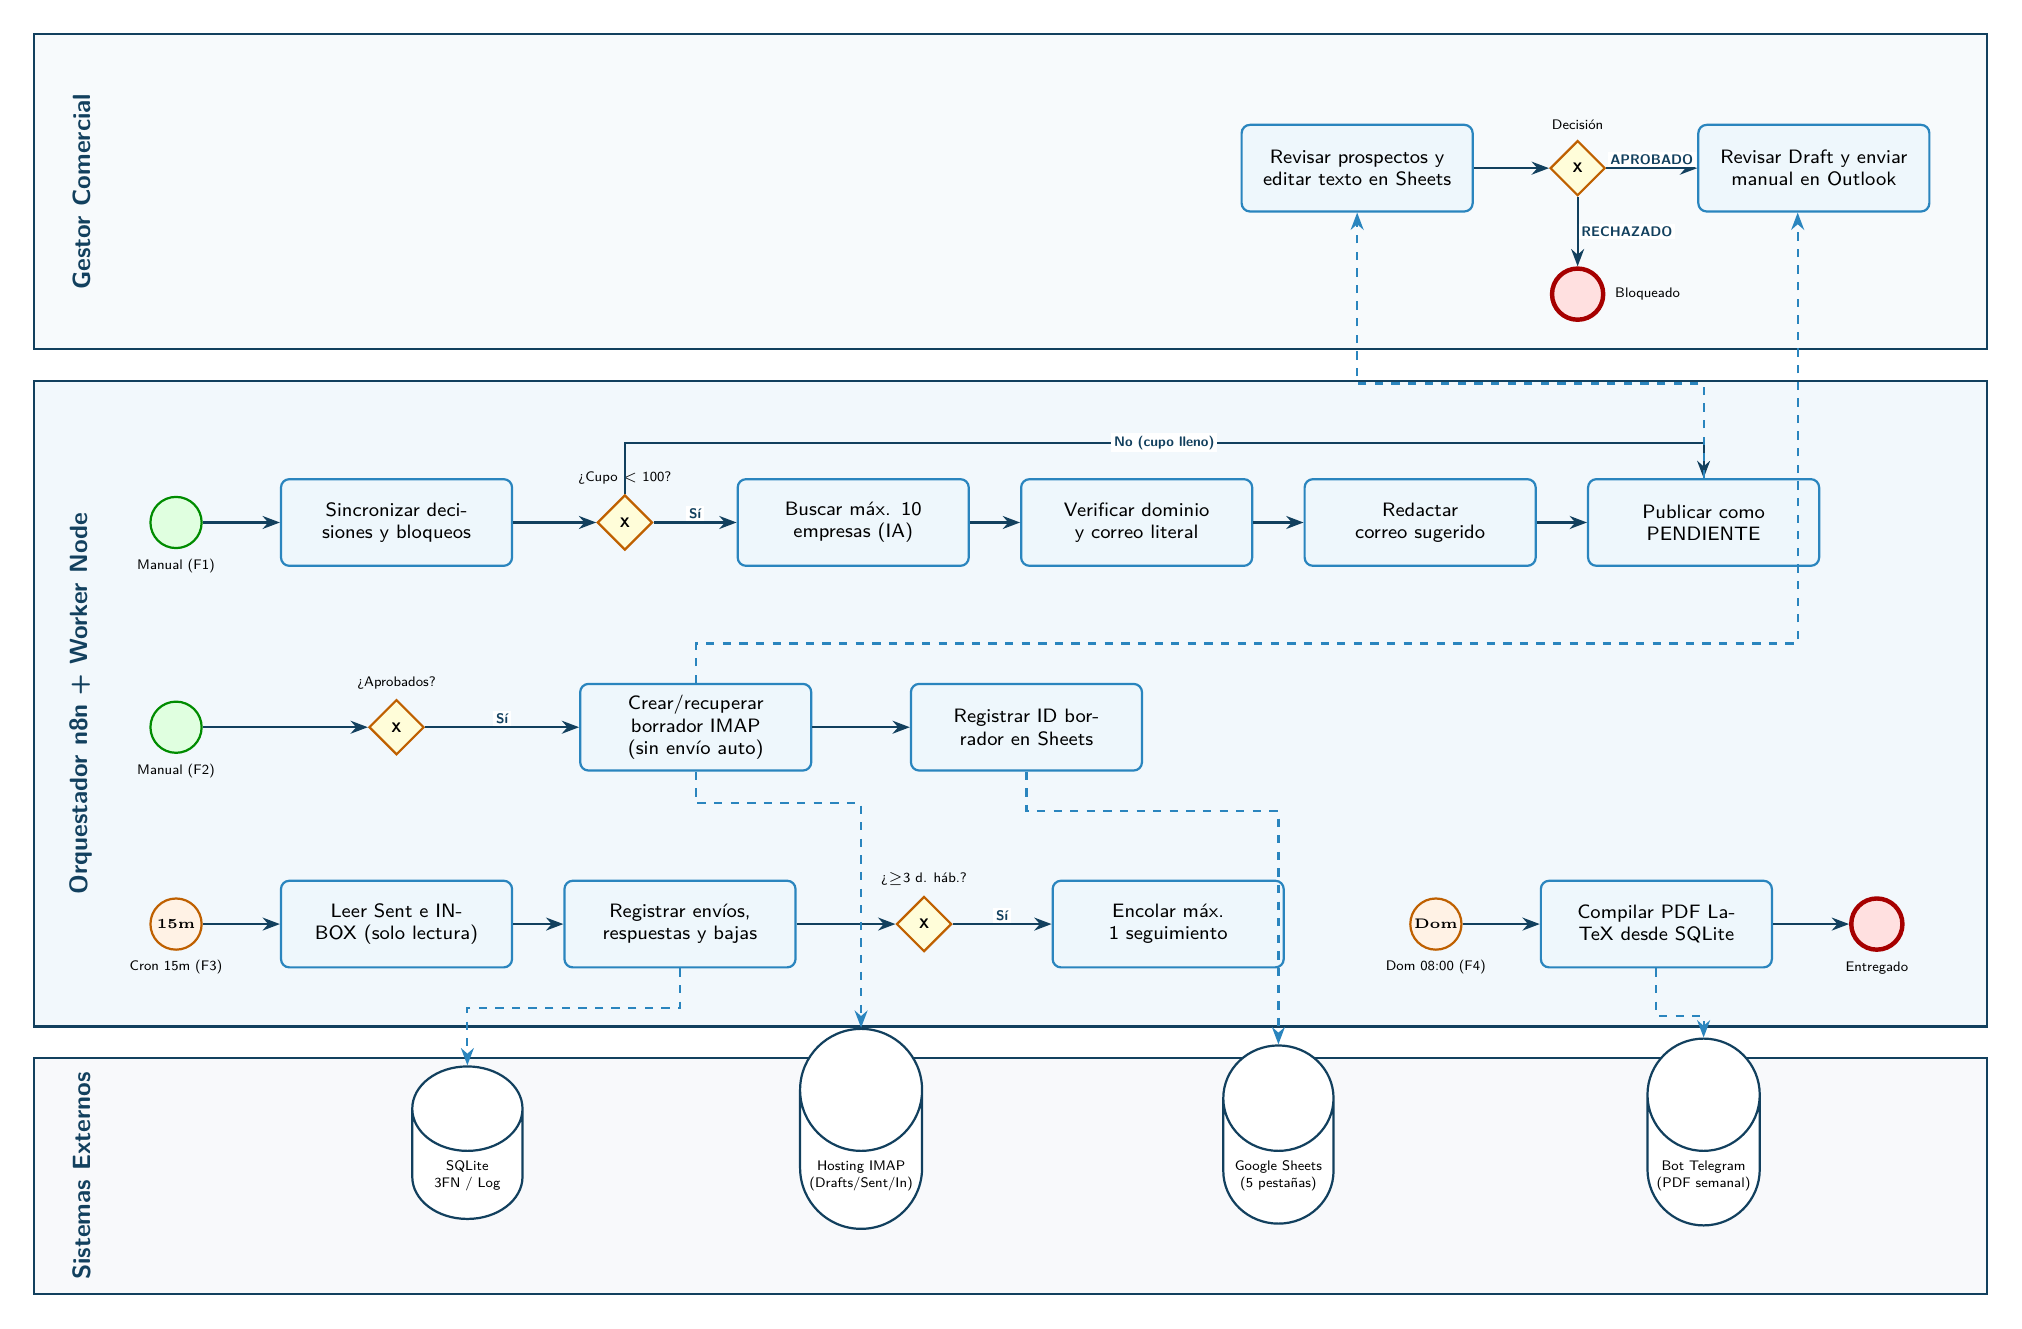 Gestor Comercial
Revisar prospectos y
editar texto en Sheets
Decisión
X
APROBADO
Revisar Draft y enviar
manual en Outlook
RECHAZADO
Bloqueado
Orquestador n8n + Worker Node
No (cupo lleno)
Manual (F1)
Sincronizar deci-
siones y bloqueos
¿Cupo < 100?
X
Sí
Buscar máx. 10
empresas (IA)
Verificar dominio
y correo literal
Redactar
correo sugerido
Publicar como
PENDIENTE
Manual (F2)
¿Aprobados?
X
Sí
Crear/recuperar
borrador IMAP
(sin envío auto)
Registrar ID bor-
rador en Sheets
15m
Cron 15m (F3)
Leer Sent e IN-
BOX (solo lectura)
Registrar envíos,
respuestas y bajas
¿≥3 d. háb.?
X
Sí
Encolar máx.
1 seguimiento
Dom
Dom 08:00 (F4)
Compilar PDF La-
TeX desde SQLite
Entregado
Sistemas Externos
SQLite
3FN / Log
Hosting IMAP
(Drafts/Sent/In)
Google Sheets
(5 pestañas)
Bot Telegram
(PDF semanal)